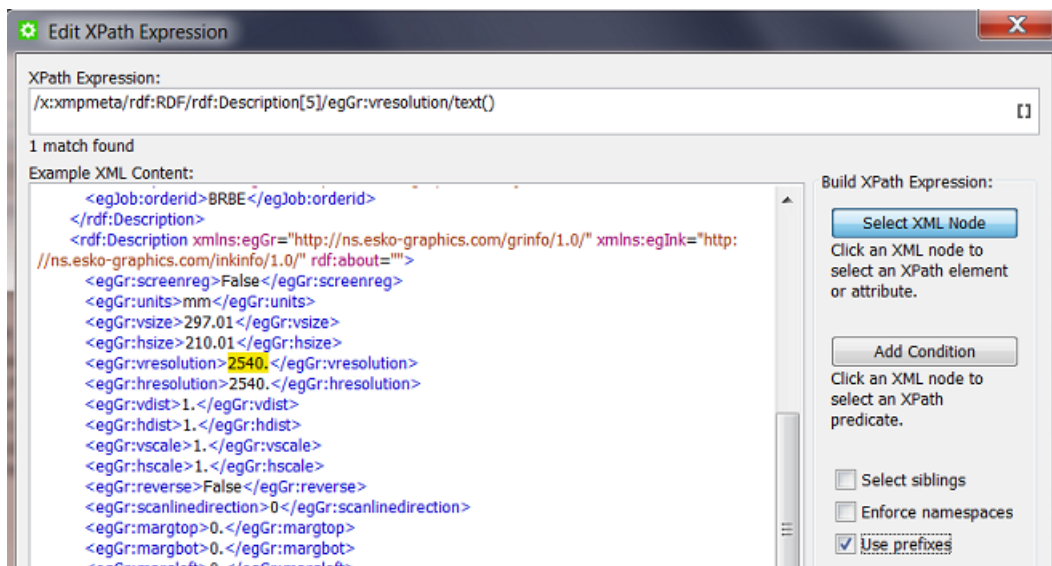 Edit XPath Expression
XPath Expression:
/x:xmpmeta/rdf:RDF/rdf:Description[5]/egGr:vresolution/text()
1 match found
Example XML Content:
<egJob:orderid>BRBE</egJob:orderid>
</rdf:Description>
<rdf:Description xmlns:egGr="http://ns.esko-graphics.com/grinfo/1.0/" xmlns:egInk="http:
//ns.esko-graphics.com/inkinfo/1.0/" rdf:about="">
<egGr:screenreg>False</egGr:screenreg>
<egGr:units>mm</egGr:units>
<egGr:vsize>297.01</egGr:vsize>
<egGr:hsize>210.01</egGr:hsize>
<egGr:vresolution>2540.</egGr:vresolution>
<egGr:hresolution>2540.</egGr:hresolution>
<egGr:vdist>1.</egGr:vdist>
<egGr:hdist>1.</egGr:hdist>
<egGr:vscale>1.</egGr:vscale>
<egGr:hscale>1.</egGr:hscale>
<egGr:reverse>False</egGr:reverse>
<egGr:scanlinedirection>0</egGr:scanlinedirection>
<egGr:margtop>0.</egGr:margtop>
<egGr:margbot>0.</egGr:margbot>
Build XPath Expression:
Select XML Node
Click an XML node to
select an XPath element
or attribute.
Add Condition
Click an XML node to
select an XPath
predicate.
Select siblings
Enforce namespaces
Use prefixes